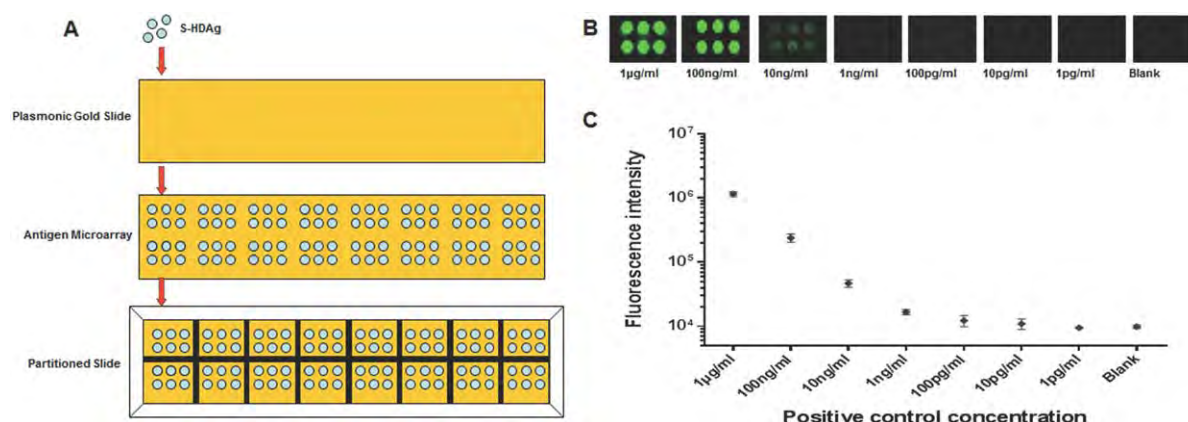 A
S-HDAg
Plasmonic Gold Slide
Antigen Microarray
Partitioned Slide
B
1µg/ml 100ng/ml 10ng/ml 1ng/ml 100pg/ml 10pg/ml 1pg/ml Blank
C
Fluorescence intensity
10⁷
10⁶
10⁵
10⁴
1µg/ml 100ng/ml 10ng/ml 1ng/ml 100pg/ml 10pg/ml 1pg/ml Blank
Positive control concentration